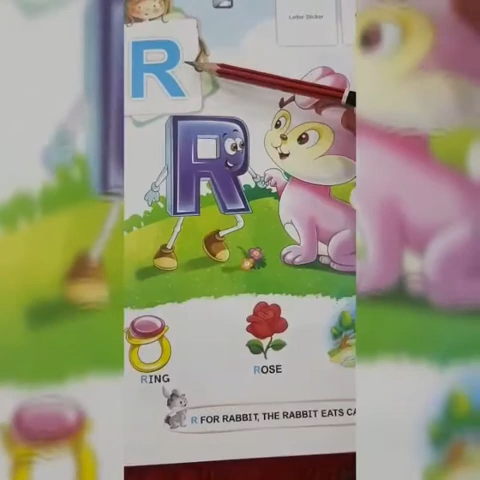 Letter Sticker
R
R
RING
ROSE
R FOR RABBIT, THE RABBIT EATS